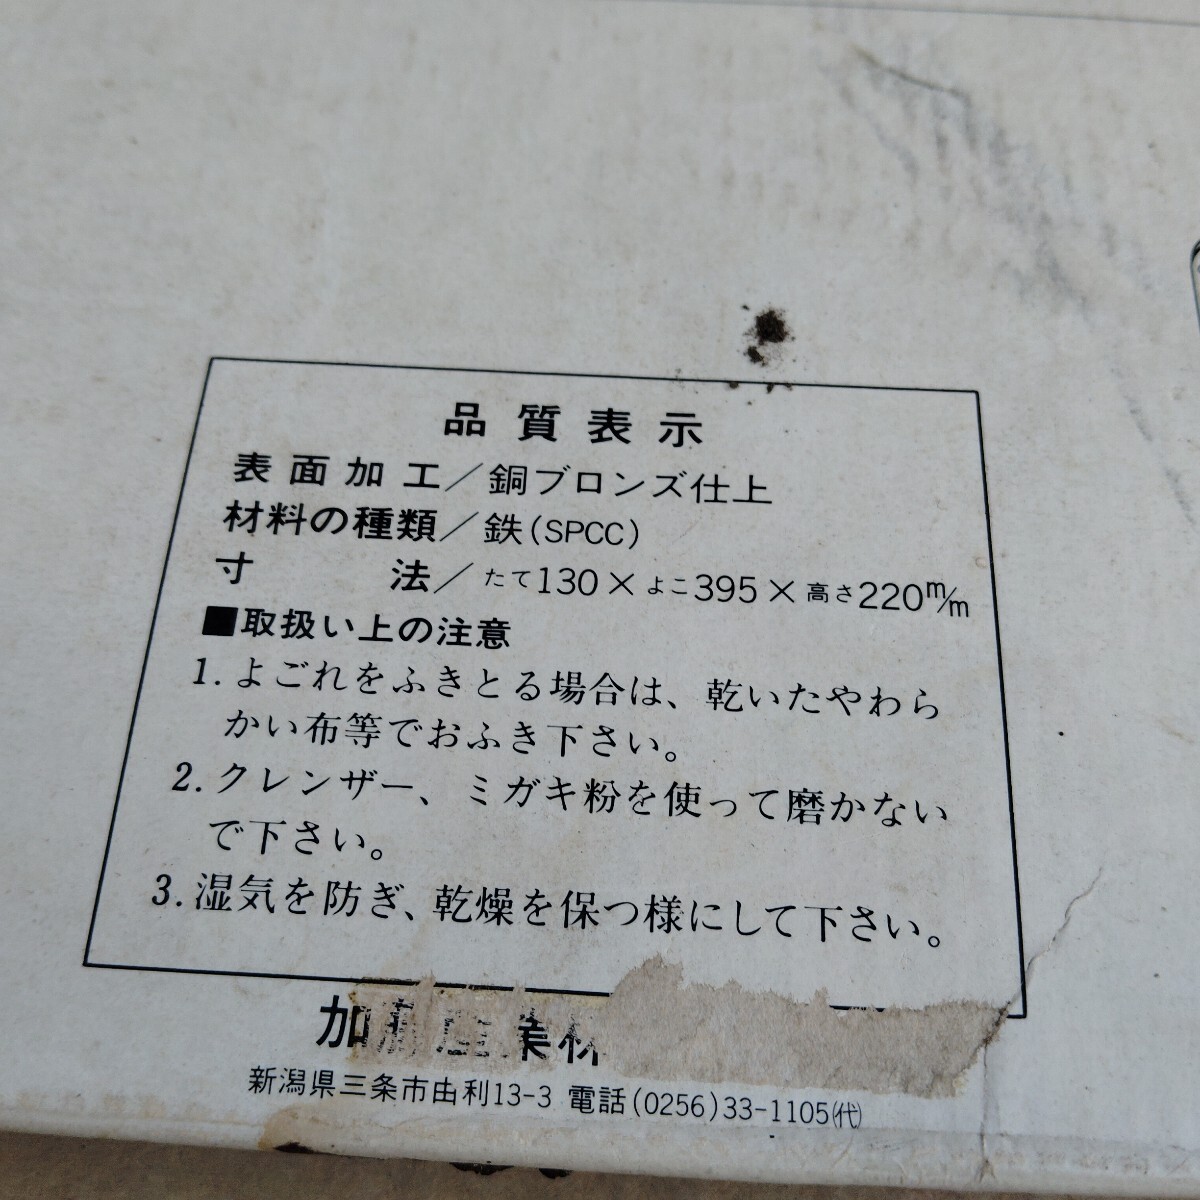 品質表示
表面加工／銅ブロンズ仕上
材料の種類／鉄(SPCC)
寸法／たて130×よこ395×高さ220m/m
■取扱い上の注意
1. よごれをふきとる場合は、乾いたやわら
かい布等でおふき下さい。
2. クレンザー、ミガキ粉を使って磨かない
で下さい。
3. 湿気を防ぎ、乾燥を保つ様にして下さい。
加
新潟県三条市由利13-3 電話(0256)33-1105(代)